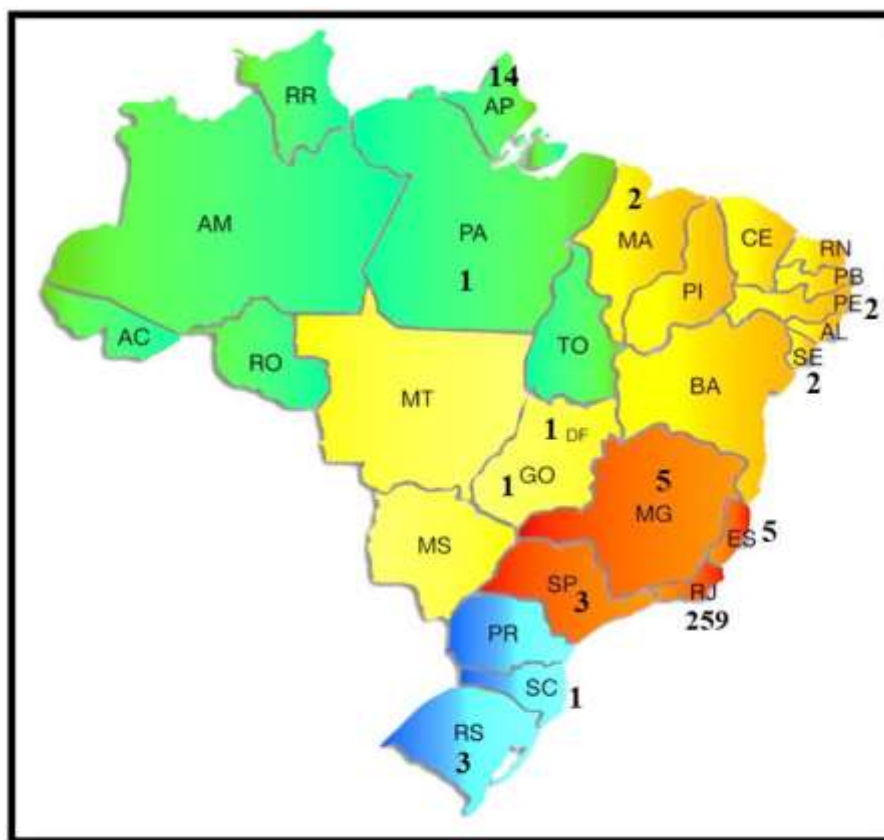 14
RR
AP
2
AM
PA
MA
CE
RN
1
PI
PB
PE
2
AC
TO
AL
RO
SE
2
MT
BA
1
DF
1
GO
5
MG
5
ES
MS
SP
3
RJ
259
PR
SC
1
RS
3